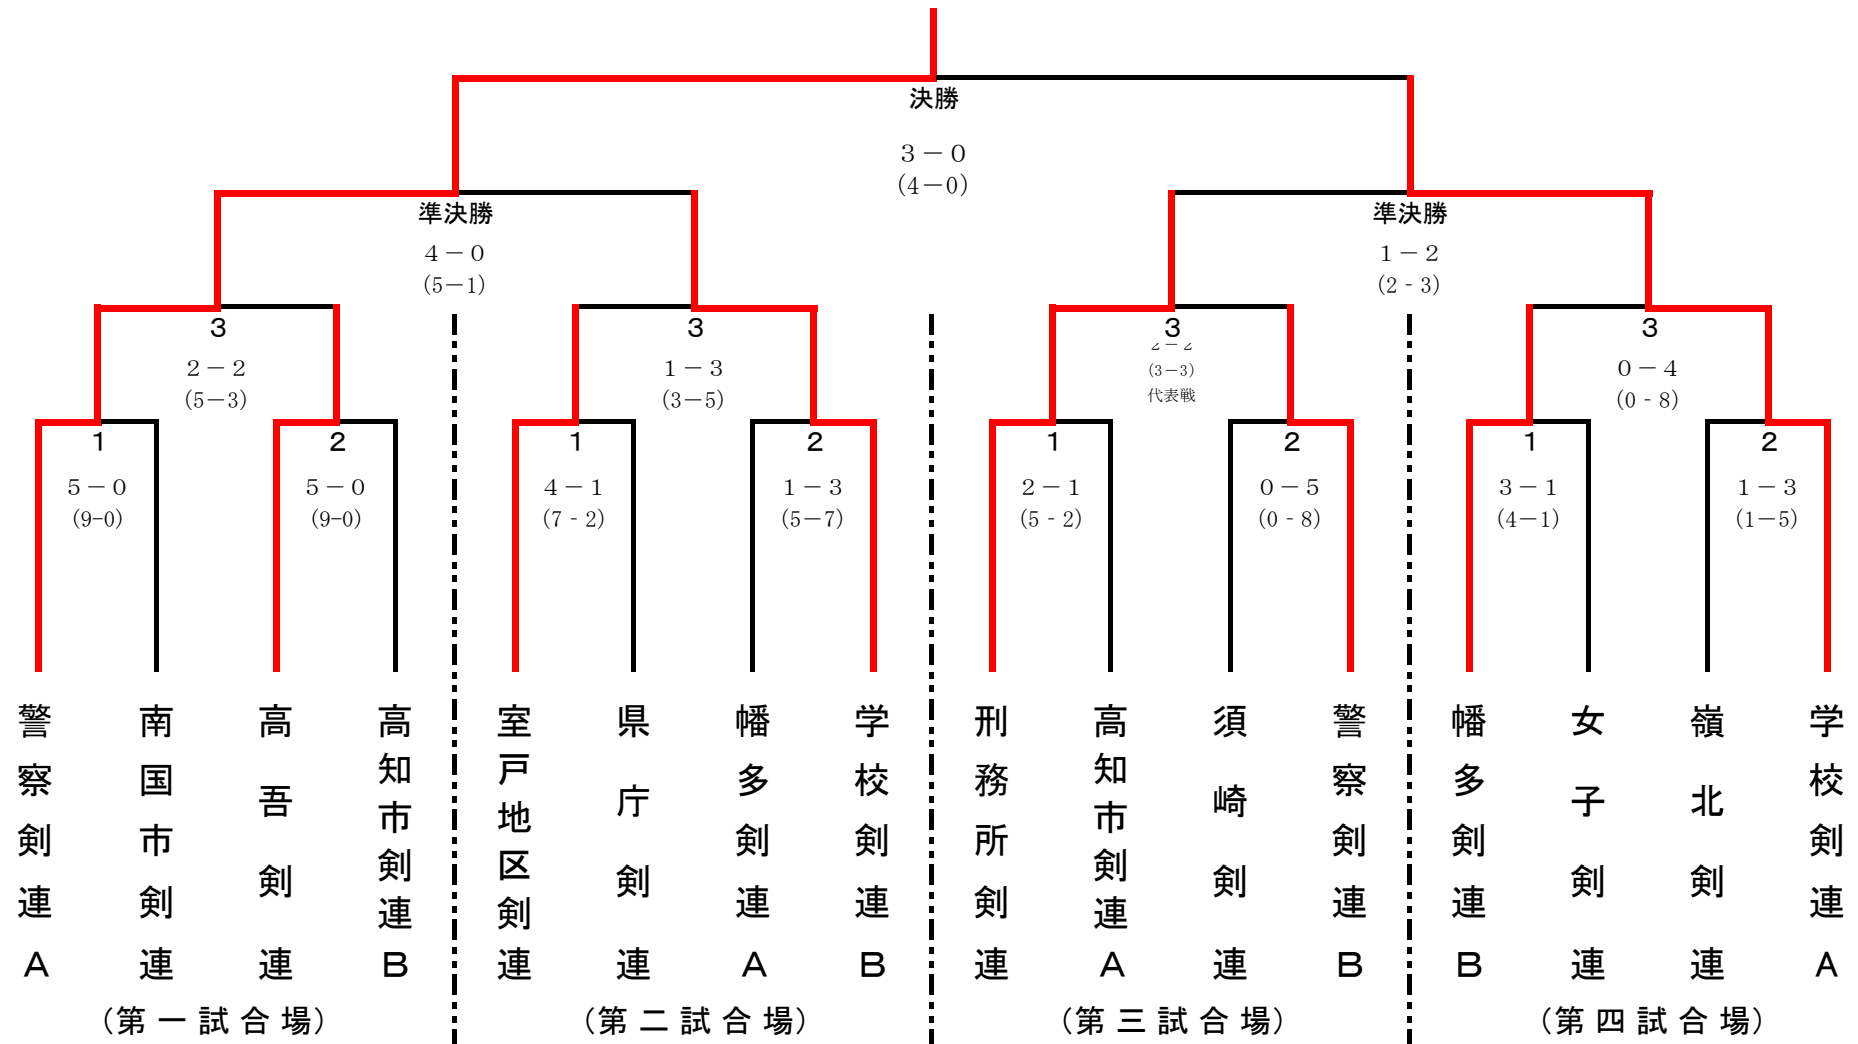 決勝
３－０
(4－0)
準決勝
４－０
(5－1)
準決勝
１－２
(2 - 3)
3
２－２
(5－3)
3
１－３
(3－5)
3
２－２
(3－3)
代表戦
3
０－４
(0 - 8)
1
５－０
(9-0)
2
５－０
(9-0)
1
４－１
(7 - 2)
2
１－３
(5－7)
1
２－１
(5 - 2)
2
０－５
(0 - 8)
1
３－１
(4－1)
2
１－３
(1－5)
警察剣連A
南国市剣連
高吾剣連
高知市剣連B
室戸地区剣連
県庁剣連
幡多剣連A
学校剣連B
刑務所剣連
高知市剣連A
須崎剣連
警察剣連B
幡多剣連B
女子剣連
嶺北剣連
学校剣連A
（第一試合場）
（第二試合場）
（第三試合場）
（第四試合場）